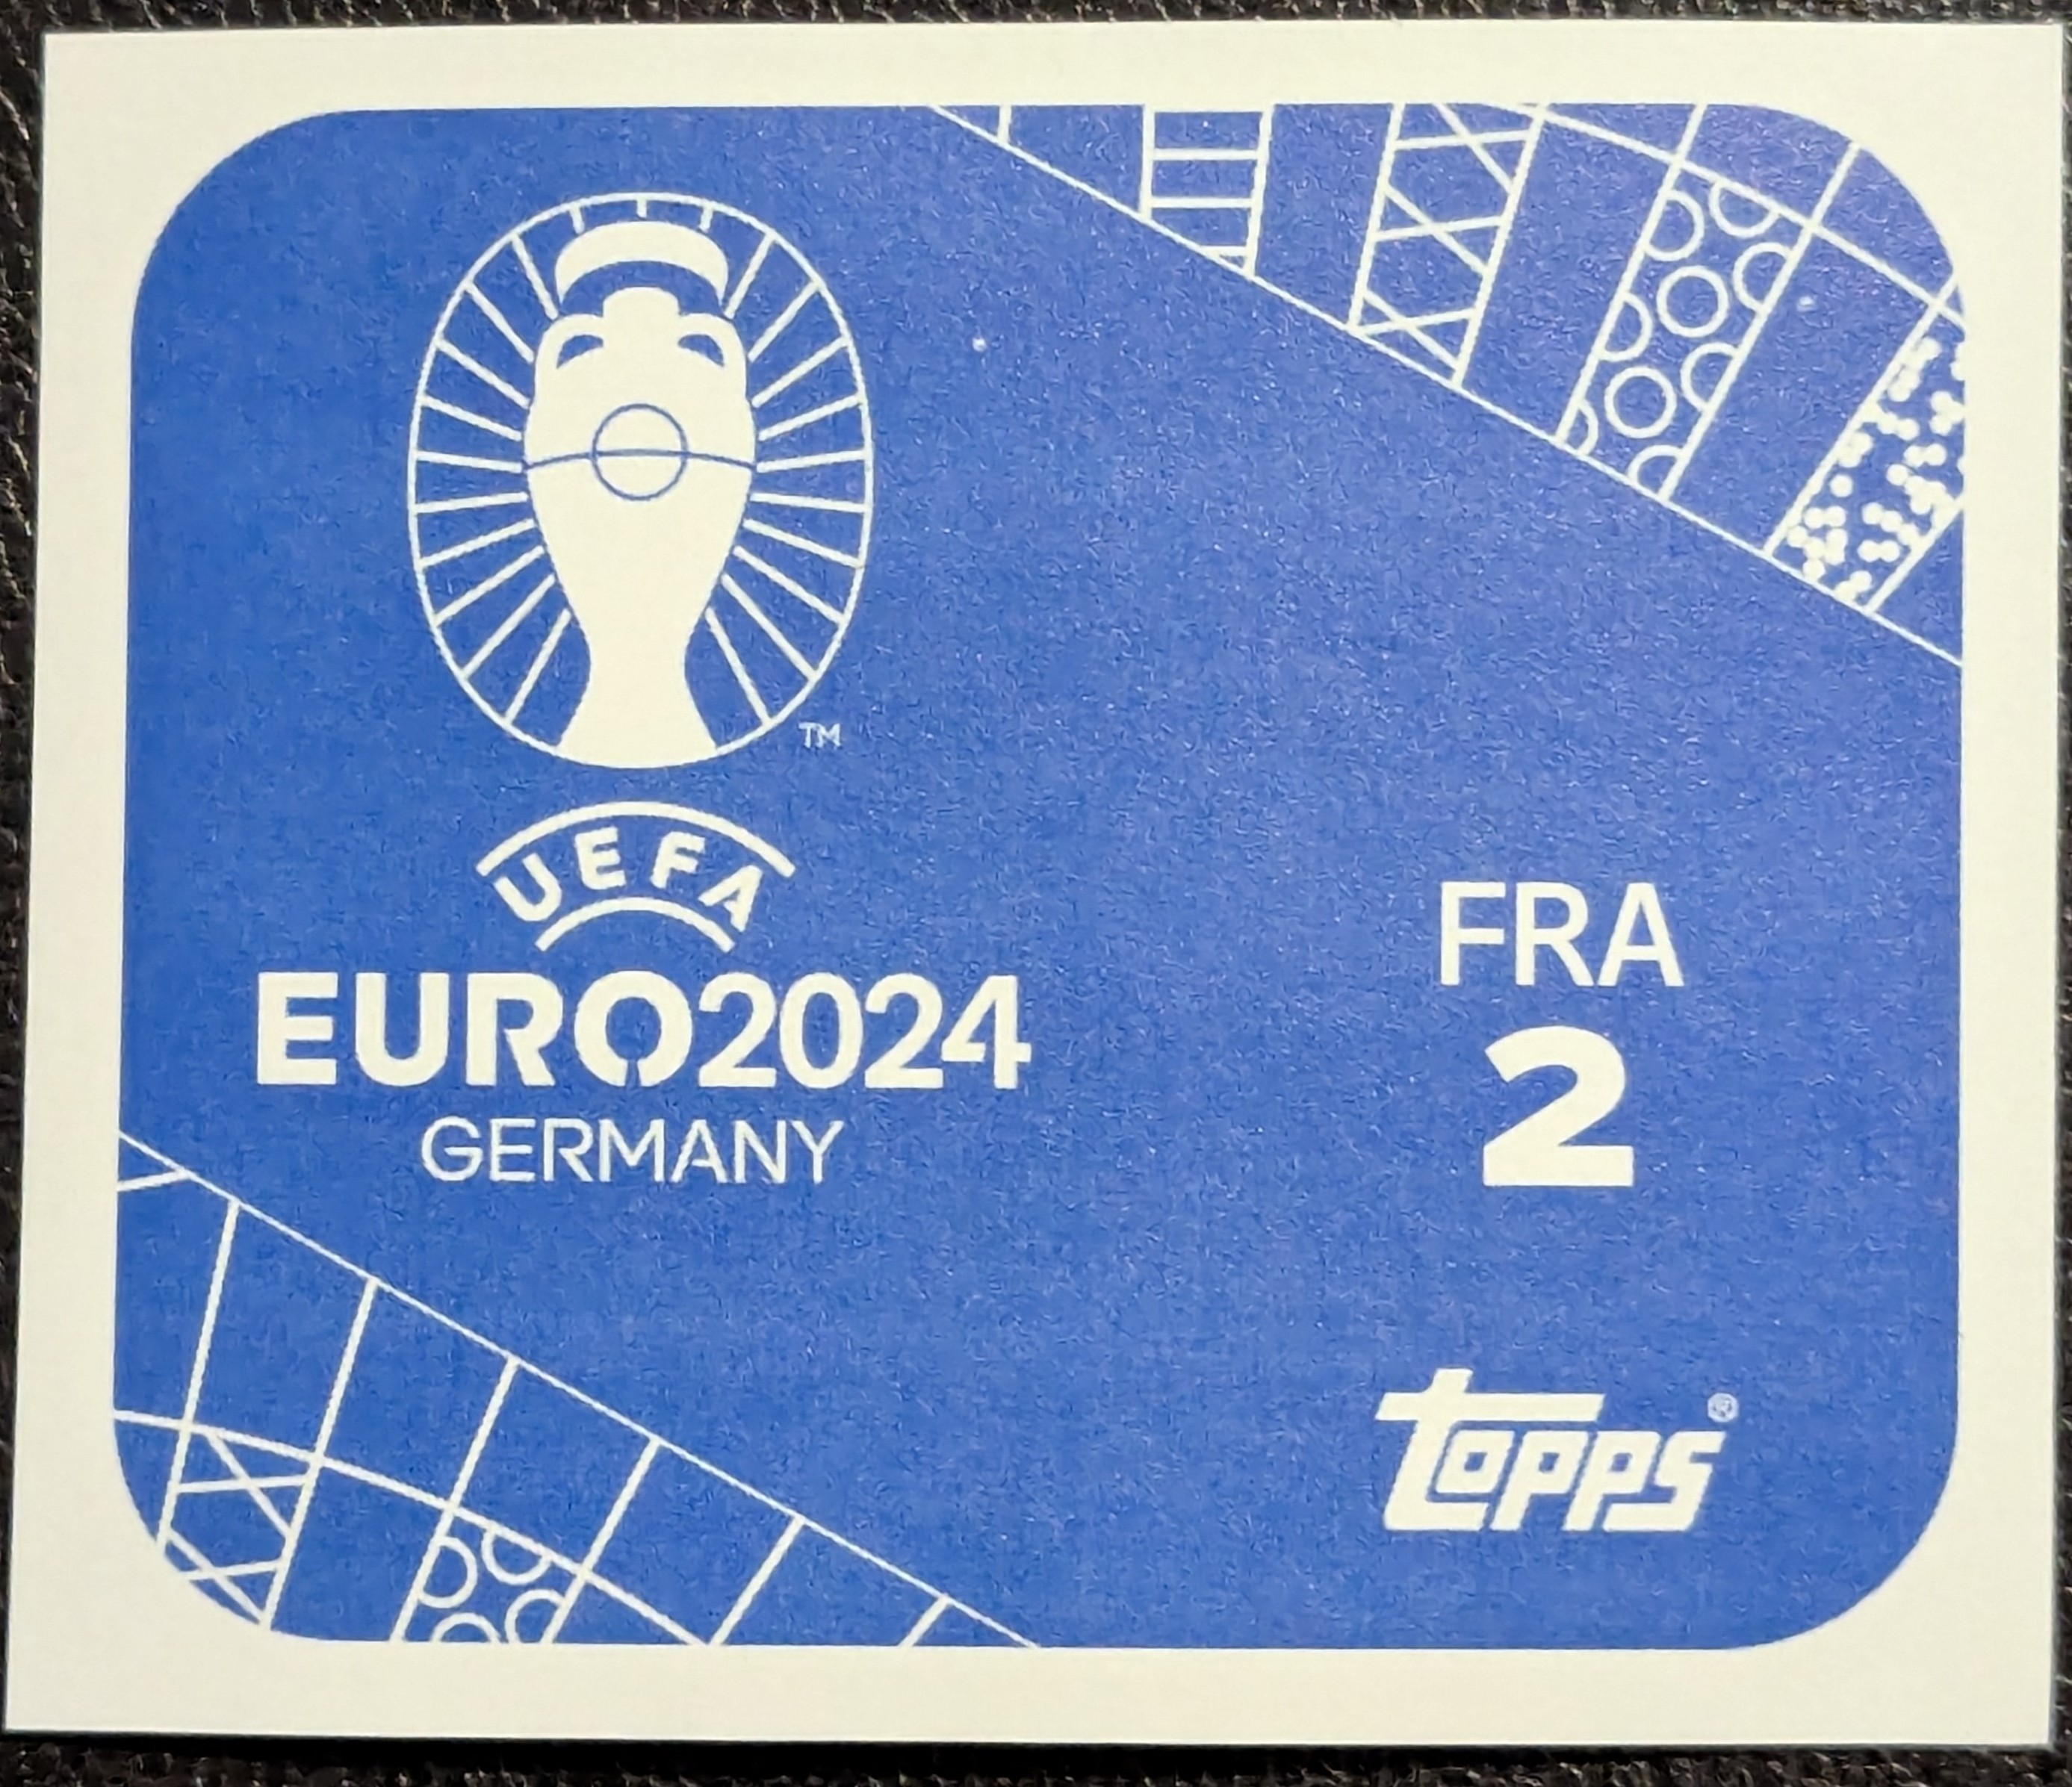 TM
UEFA
EURO2024
GERMANY
FRA
2
topps®